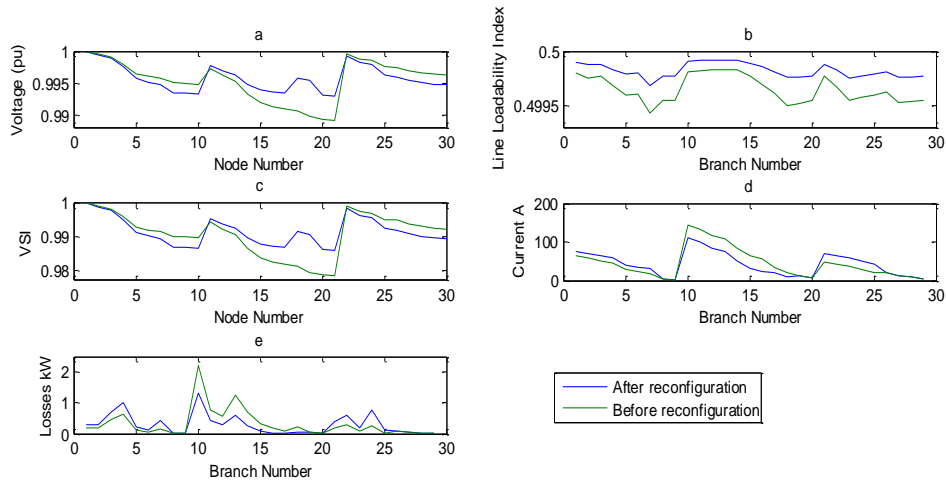 a
1
0.995
0.99
Voltage (pu)
0 5 10 15 20 25 30
Node Number
b
0.5
0.4995
Line Loadability Index
0 5 10 15 20 25 30
Branch Number
c
1
0.99
0.98
VSI
0 5 10 15 20 25 30
Node Number
d
200
100
0
Current A
0 5 10 15 20 25 30
Branch Number
e
2
1
0
Losses kW
0 5 10 15 20 25 30
Branch Number
After reconfiguration
Before reconfiguration